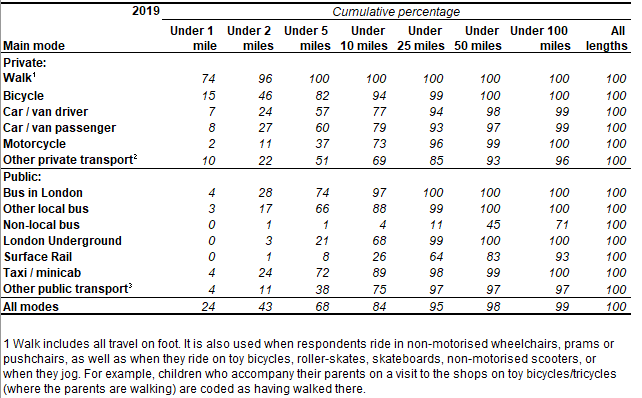 2019 Cumulative percentage
Main mode Under 1 mile Under 2 miles Under 5 miles Under 10 miles Under 25 miles Under 50 miles Under 100 miles All lengths
Private:
Walk1 74 96 100 100 100 100 100 100
Bicycle 15 46 82 94 99 100 100 100
Car / van driver 7 24 57 77 94 98 99 100
Car / van passenger 8 27 60 79 93 97 99 100
Motorcycle 2 11 37 73 96 99 100 100
Other private transport2 10 22 51 69 85 93 96 100
Public:
Bus in London 4 28 74 97 100 100 100 100
Other local bus 3 17 66 88 99 100 100 100
Non-local bus 0 1 1 4 11 45 71 100
London Underground 0 3 21 68 99 100 100 100
Surface Rail 0 1 8 26 64 83 93 100
Taxi / minicab 4 24 72 89 98 99 100 100
Other public transport3 4 11 38 75 97 97 97 100
All modes 24 43 68 84 95 98 99 100
1 Walk includes all travel on foot. It is also used when respondents ride in non-motorised wheelchairs, prams or
pushchairs, as well as when they ride on toy bicycles, roller-skates, skateboards, non-motorised scooters, or
when they jog. For example, children who accompany their parents on a visit to the shops on toy bicycles/tricycles
(where the parents are walking) are coded as having walked there.